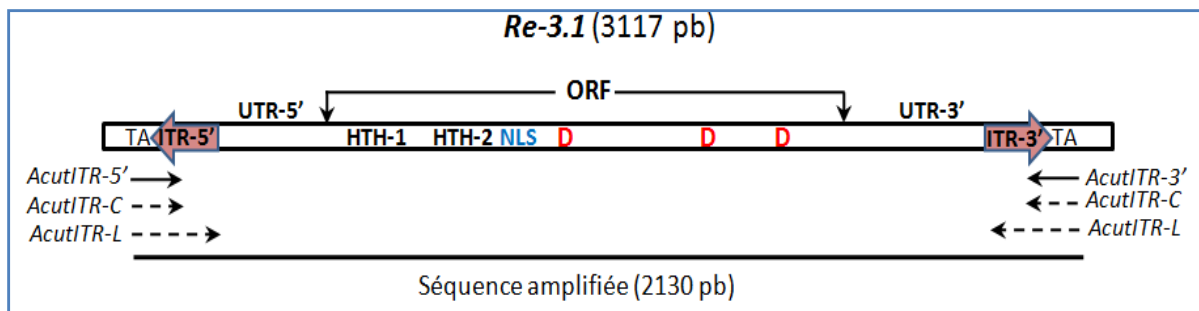 Re-3.1 (3117 pb)
ORF
UTR-5’ UTR-3’
TA ITR-5’ HTH-1 HTH-2 NLS D D D ITR-3’ TA
AcutITR-5’ AcutITR-3’
AcutITR-C AcutITR-C
AcutITR-L AcutITR-L
Séquence amplifiée (2130 pb)